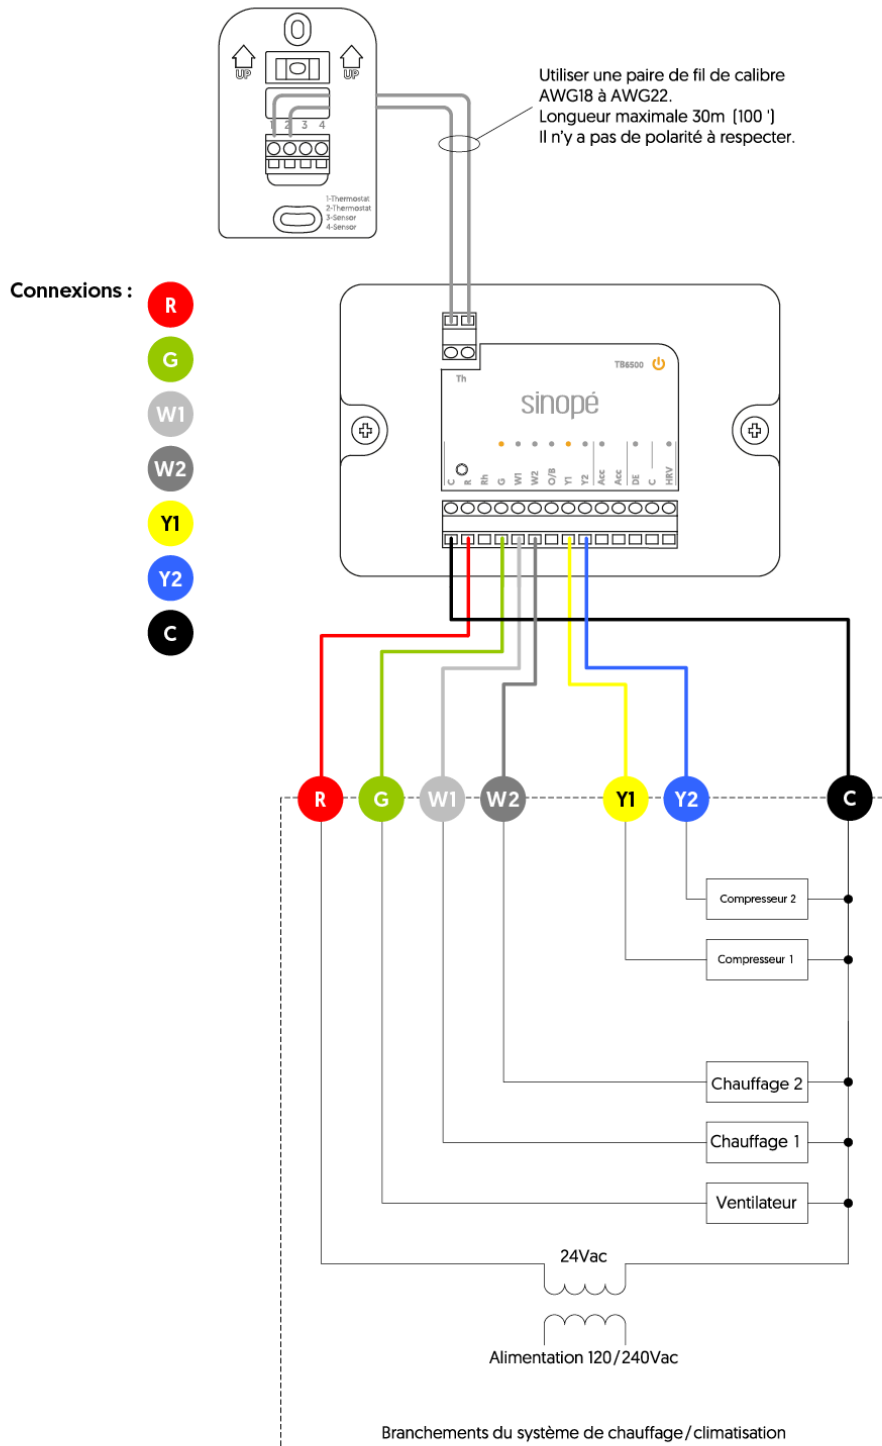 UP
UP
1 2 3 4
1-Thermostat
2-Thermostat
3-Sensor
4-Sensor
Utiliser une paire de fil de calibre
AWG18 à AWG22.
Longueur maximale 30m (100 ')
Il n'y a pas de polarité à respecter.
Connexions :
R
G
W1
W2
Y1
Y2
C
TB6500
Th
sinopé
C R Rh G W1 W2 O/B Y1 Y2 Acc Acc DE C HRV
R G W1 W2 Y1 Y2 C
Compresseur 2
Compresseur 1
Chauffage 2
Chauffage 1
Ventilateur
24Vac
Alimentation 120/240Vac
Branchements du système de chauffage/climatisation